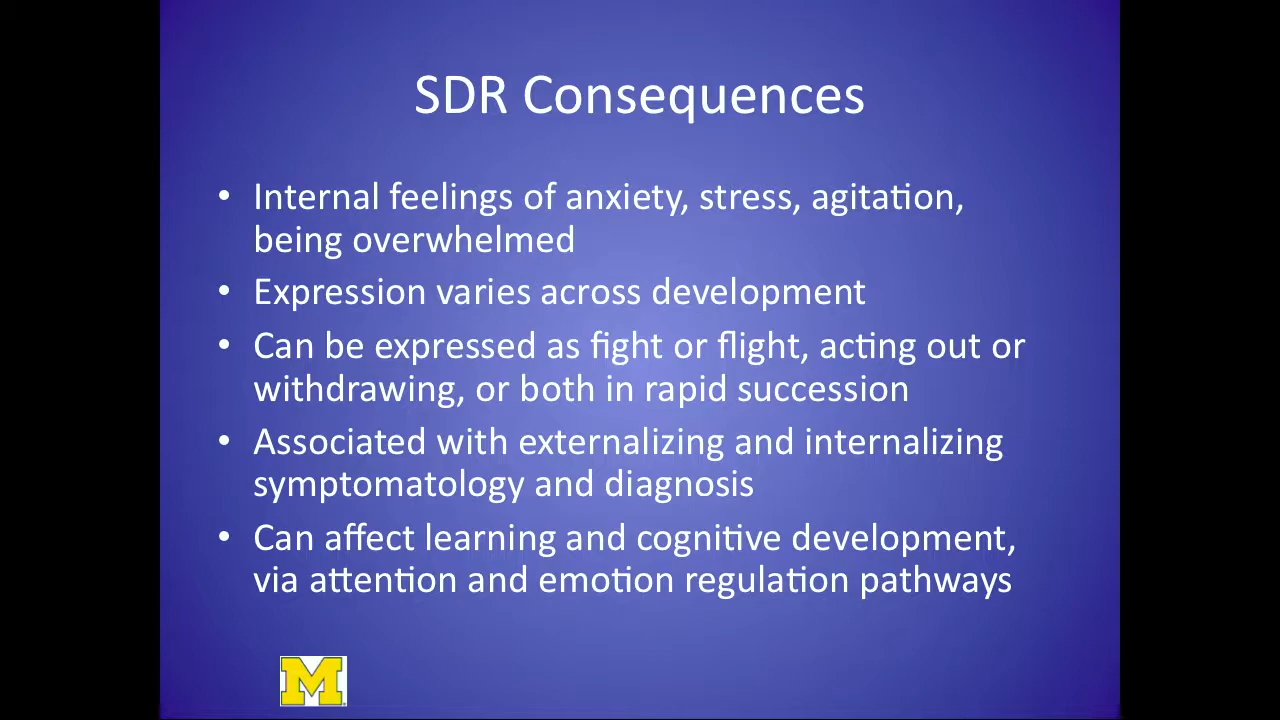 SDR Consequences
• Internal feelings of anxiety, stress, agitation,
being overwhelmed
• Expression varies across development
• Can be expressed as fight or flight, acting out or
withdrawing, or both in rapid succession
• Associated with externalizing and internalizing
symptomatology and diagnosis
• Can affect learning and cognitive development,
via attention and emotion regulation pathways
M